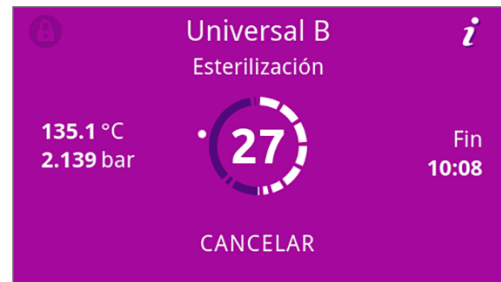 Universal B
i
Esterilización
135.1 °C
2.139 bar
27
Fin
10:08
CANCELAR